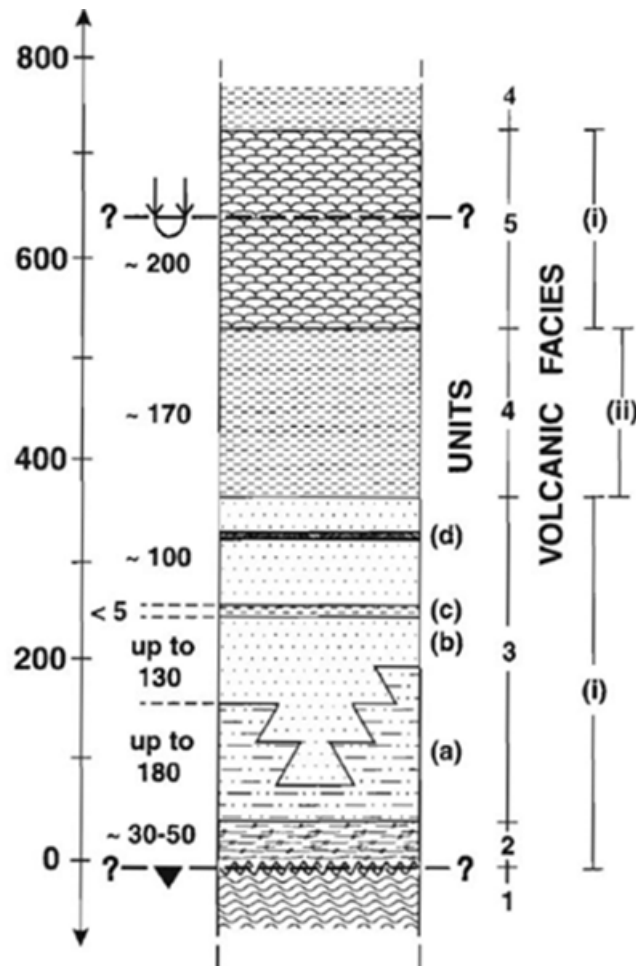 800
4
?
?
5
(i)
600
~ 200
UNITS
VOLCANIC FACIES
~ 170
4
(ii)
400
(d)
~ 100
< 5
(c)
(b)
200
up to
130
3
(i)
up to
180
(a)
~ 30-50
2
0
?
?
1